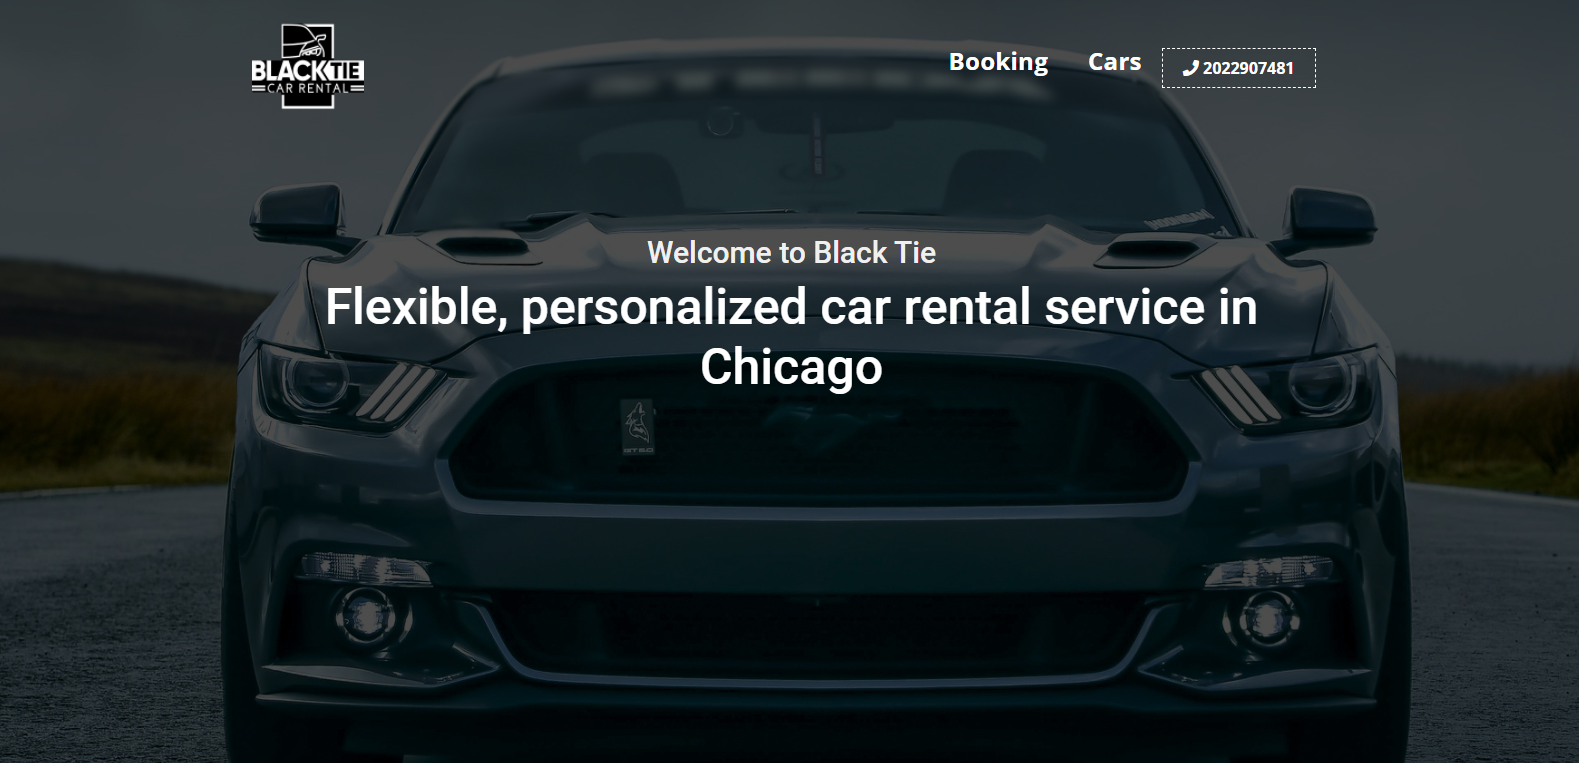 BLACK TIE
CAR RENTAL
Booking
Cars
2022907481
Welcome to Black Tie
Flexible, personalized car rental service in
Chicago